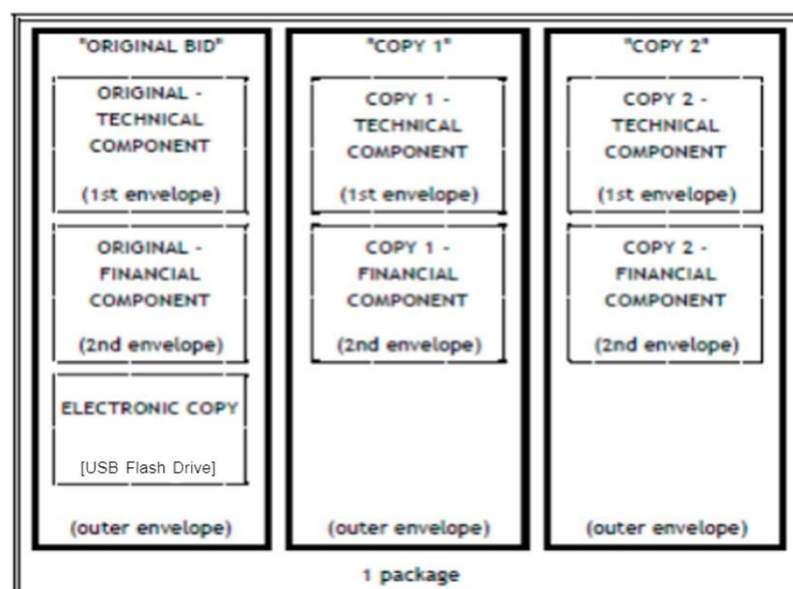 "ORIGINAL BID"
ORIGINAL -
TECHNICAL
COMPONENT
(1st envelope)
ORIGINAL -
FINANCIAL
COMPONENT
(2nd envelope)
ELECTRONIC COPY
[USB Flash Drive]
(outer envelope)
"COPY 1"
COPY 1 -
TECHNICAL
COMPONENT
(1st envelope)
COPY 1 -
FINANCIAL
COMPONENT
(2nd envelope)
(outer envelope)
"COPY 2"
COPY 2 -
TECHNICAL
COMPONENT
(1st envelope)
COPY 2 -
FINANCIAL
COMPONENT
(2nd envelope)
(outer envelope)
1 package